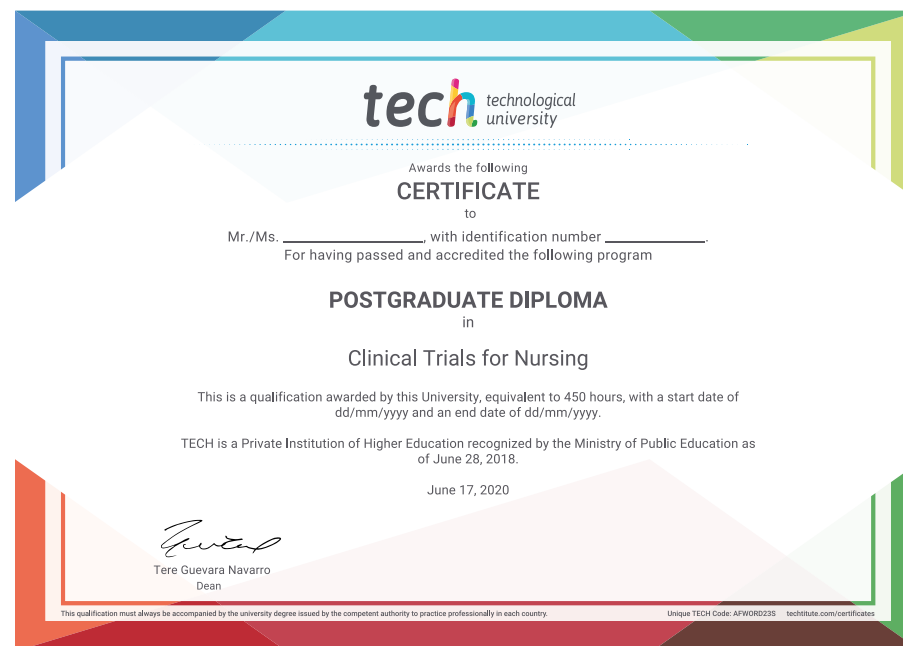 tech technological
university
Awards the following
CERTIFICATE
to
Mr./Ms. ____________________, with identification number ______________.
For having passed and accredited the following program
POSTGRADUATE DIPLOMA
in
Clinical Trials for Nursing
This is a qualification awarded by this University, equivalent to 450 hours, with a start date of
dd/mm/yyyy and an end date of dd/mm/yyyy.
TECH is a Private Institution of Higher Education recognized by the Ministry of Public Education as
of June 28, 2018.
June 17, 2020
Tere Guevara Navarro
Dean
This qualification must always be accompanied by the university degree issued by the competent authority to practice professionally in each country. Unique TECH Code: AFWORD23S techtitute.com/certificates